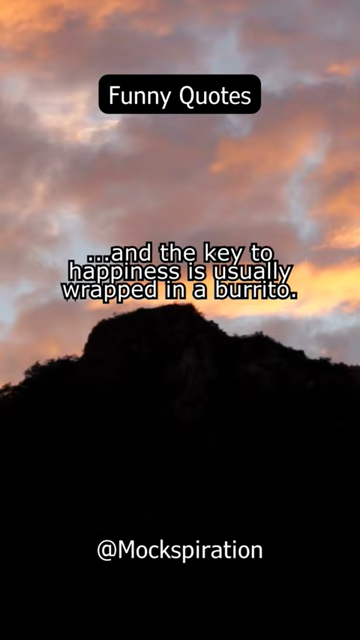 Funny Quotes
...and the key to
happiness is usually
wrapped in a burrito.
@Mockspiration